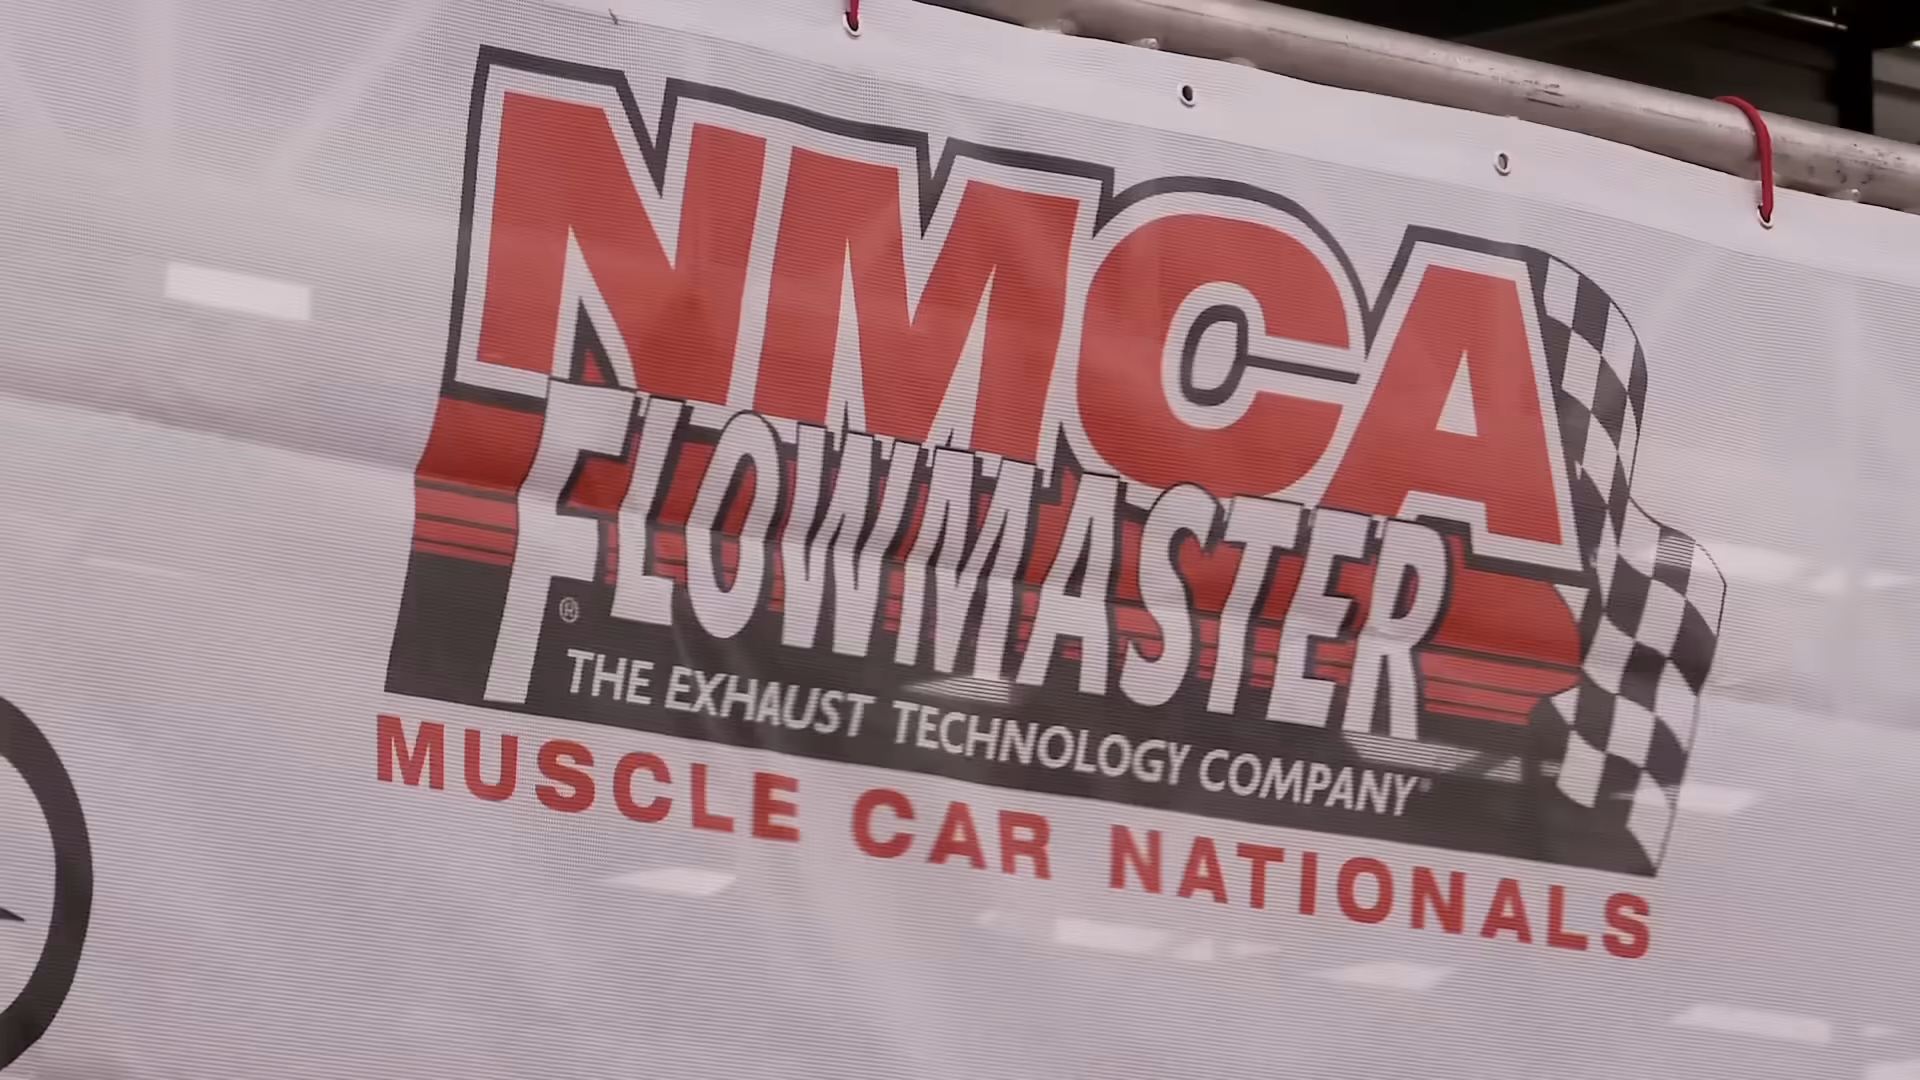 NMCA
FLOWMASTER
®
THE EXHAUST TECHNOLOGY COMPANY®
MUSCLE CAR NATIONALS